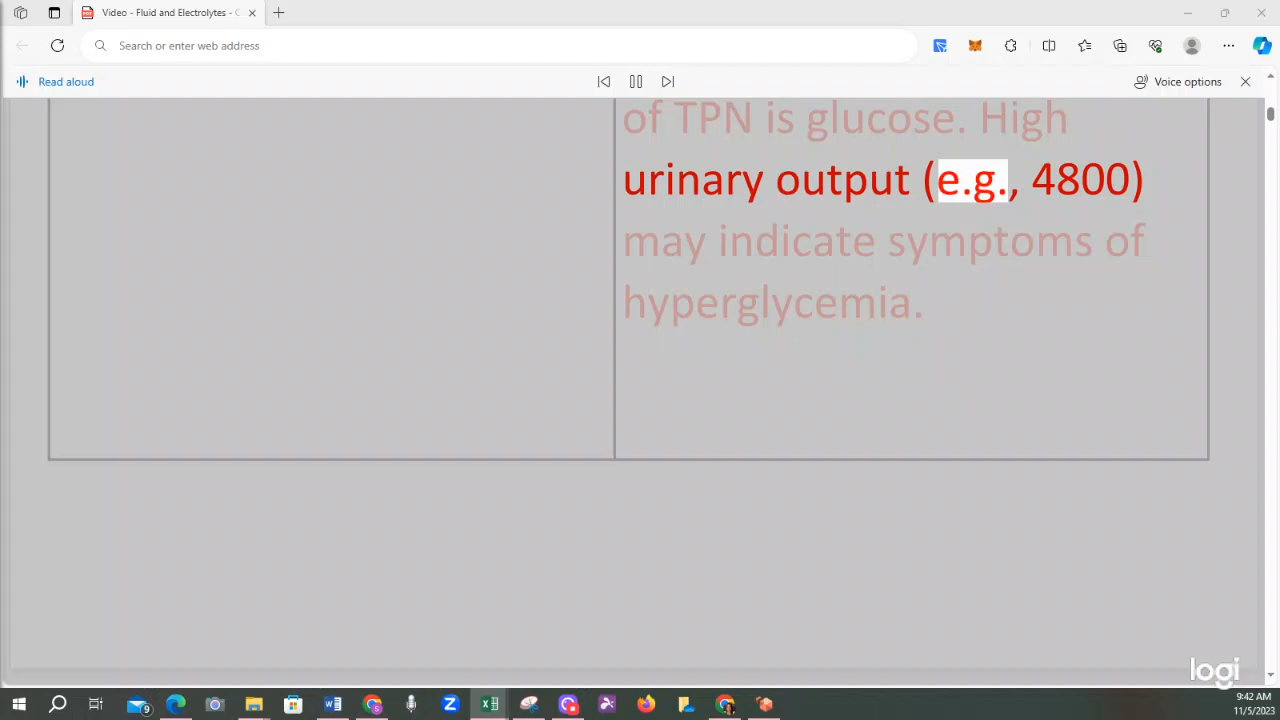 Video - Fluid and Electrolytes - C
Search or enter web address
Read aloud
Voice options
of TPN is glucose. High
urinary output (e.g., 4800)
may indicate symptoms of
hyperglycemia.
logi
9
9:42 AM
11/5/2023